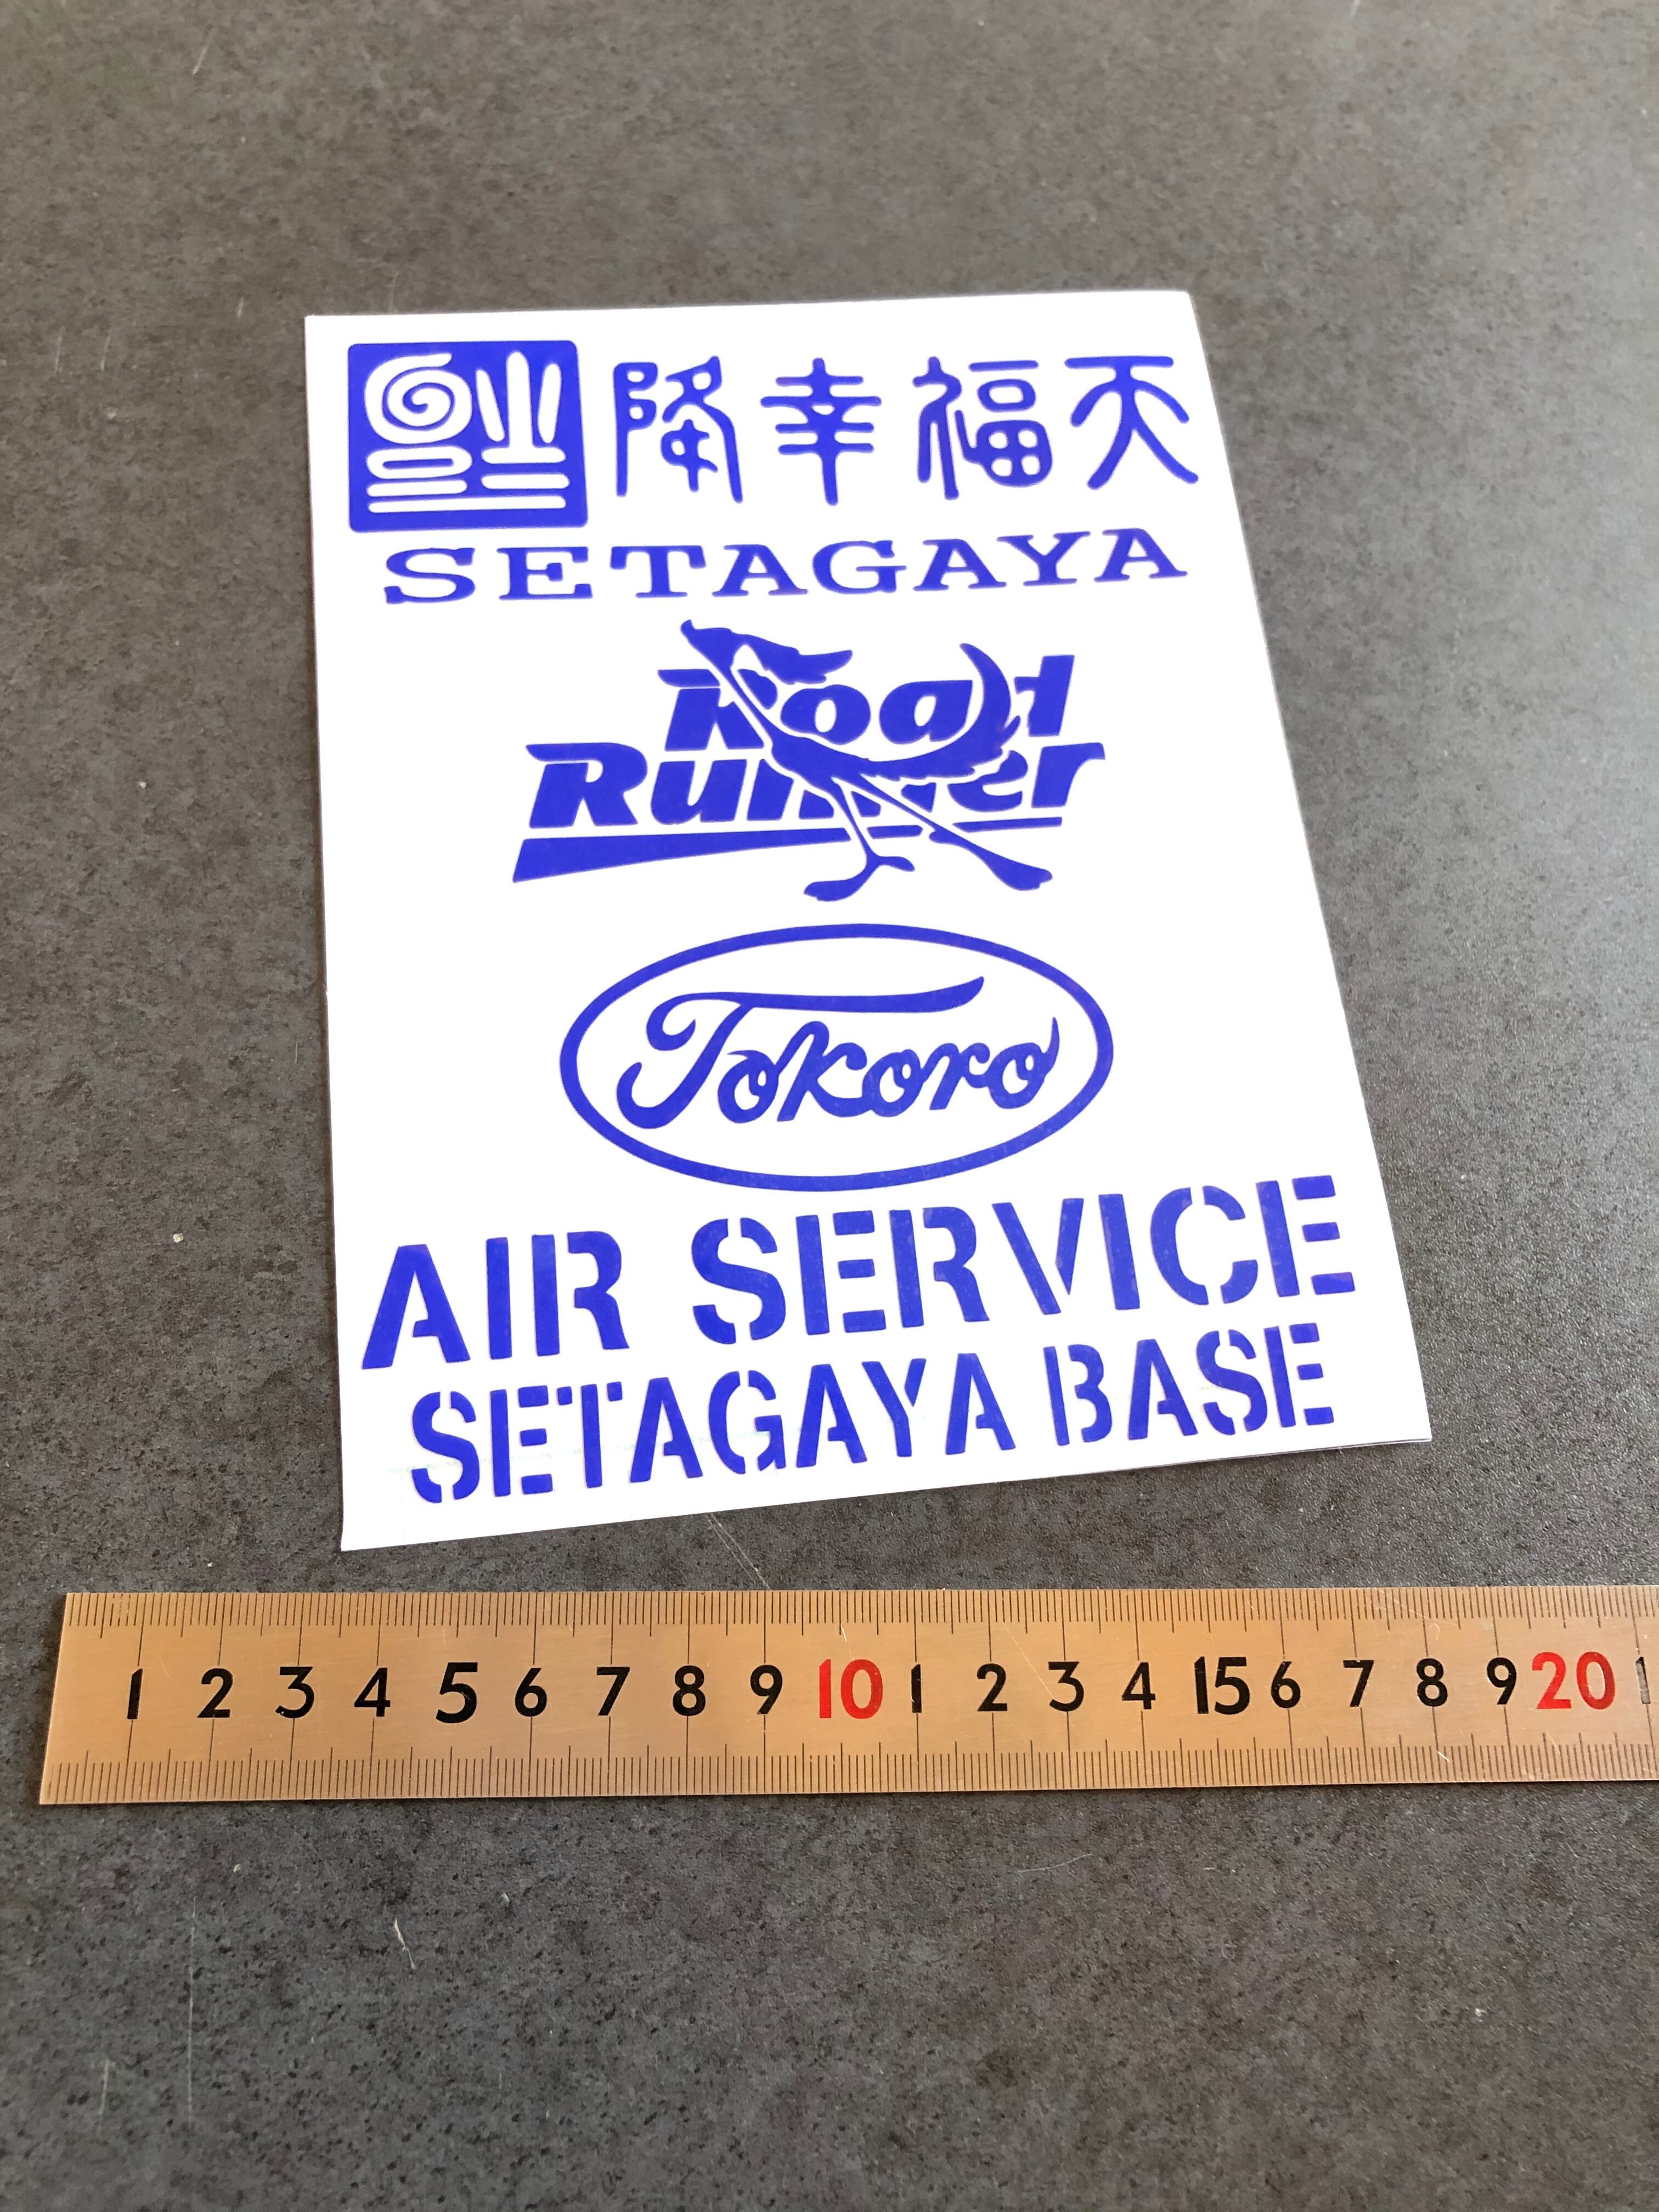 降幸福天
SETAGAYA
Road
Runner
Tokoro
AIR SERVICE
SETAGAYA BASE
1 2 3 4 5 6 7 8 9 10 1 2 3 4 15 6 7 8 9 20 1